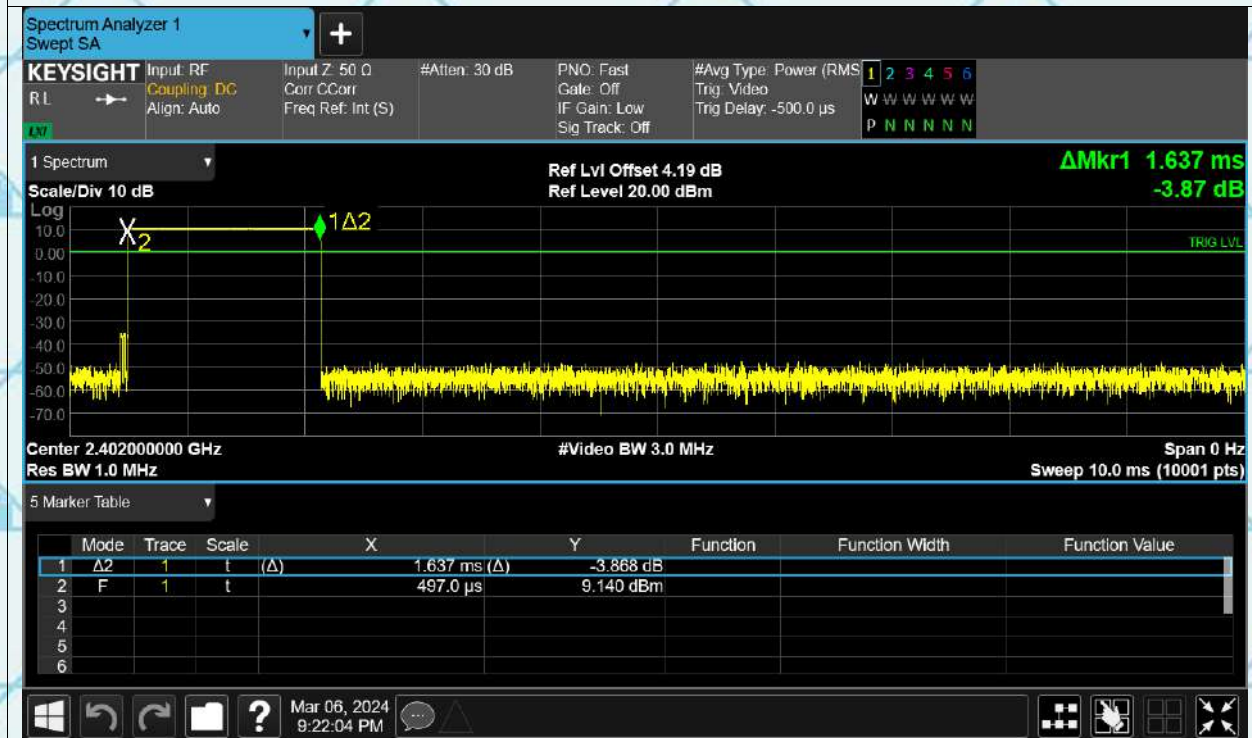 Spectrum Analyzer 1
Swept SA
+
KEYSIGHT
RL
LXI
Input: RF
Coupling: DC
Align: Auto
Input Z: 50 Ω
Corr CCorr
Freq Ref: Int (S)
#Atten: 30 dB
PNO: Fast
Gate: Off
IF Gain: Low
Sig Track: Off
#Avg Type: Power (RMS
Trig: Video
Trig Delay: -500.0 µs
1 2 3 4 5 6
W W W W W W
P N N N N N
1 Spectrum
Scale/Div 10 dB
Ref Lvl Offset 4.19 dB
Ref Level 20.00 dBm
ΔMkr1 1.637 ms
-3.87 dB
Log
10.0
0.00
-10.0
-20.0
-30.0
-40.0
-50.0
-60.0
-70.0
2
1Δ2
TRIG LVL
Center 2.402000000 GHz
#Video BW 3.0 MHz
Span 0 Hz
Res BW 1.0 MHz
Sweep 10.0 ms (10001 pts)
5 Marker Table
Mode Trace Scale X Y Function Function Width Function Value
1 Δ2 1 t (Δ) 1.637 ms (Δ) -3.868 dB
2 F 1 t 497.0 µs 9.140 dBm
3
4
5
6
?
Mar 06, 2024
9:22:04 PM